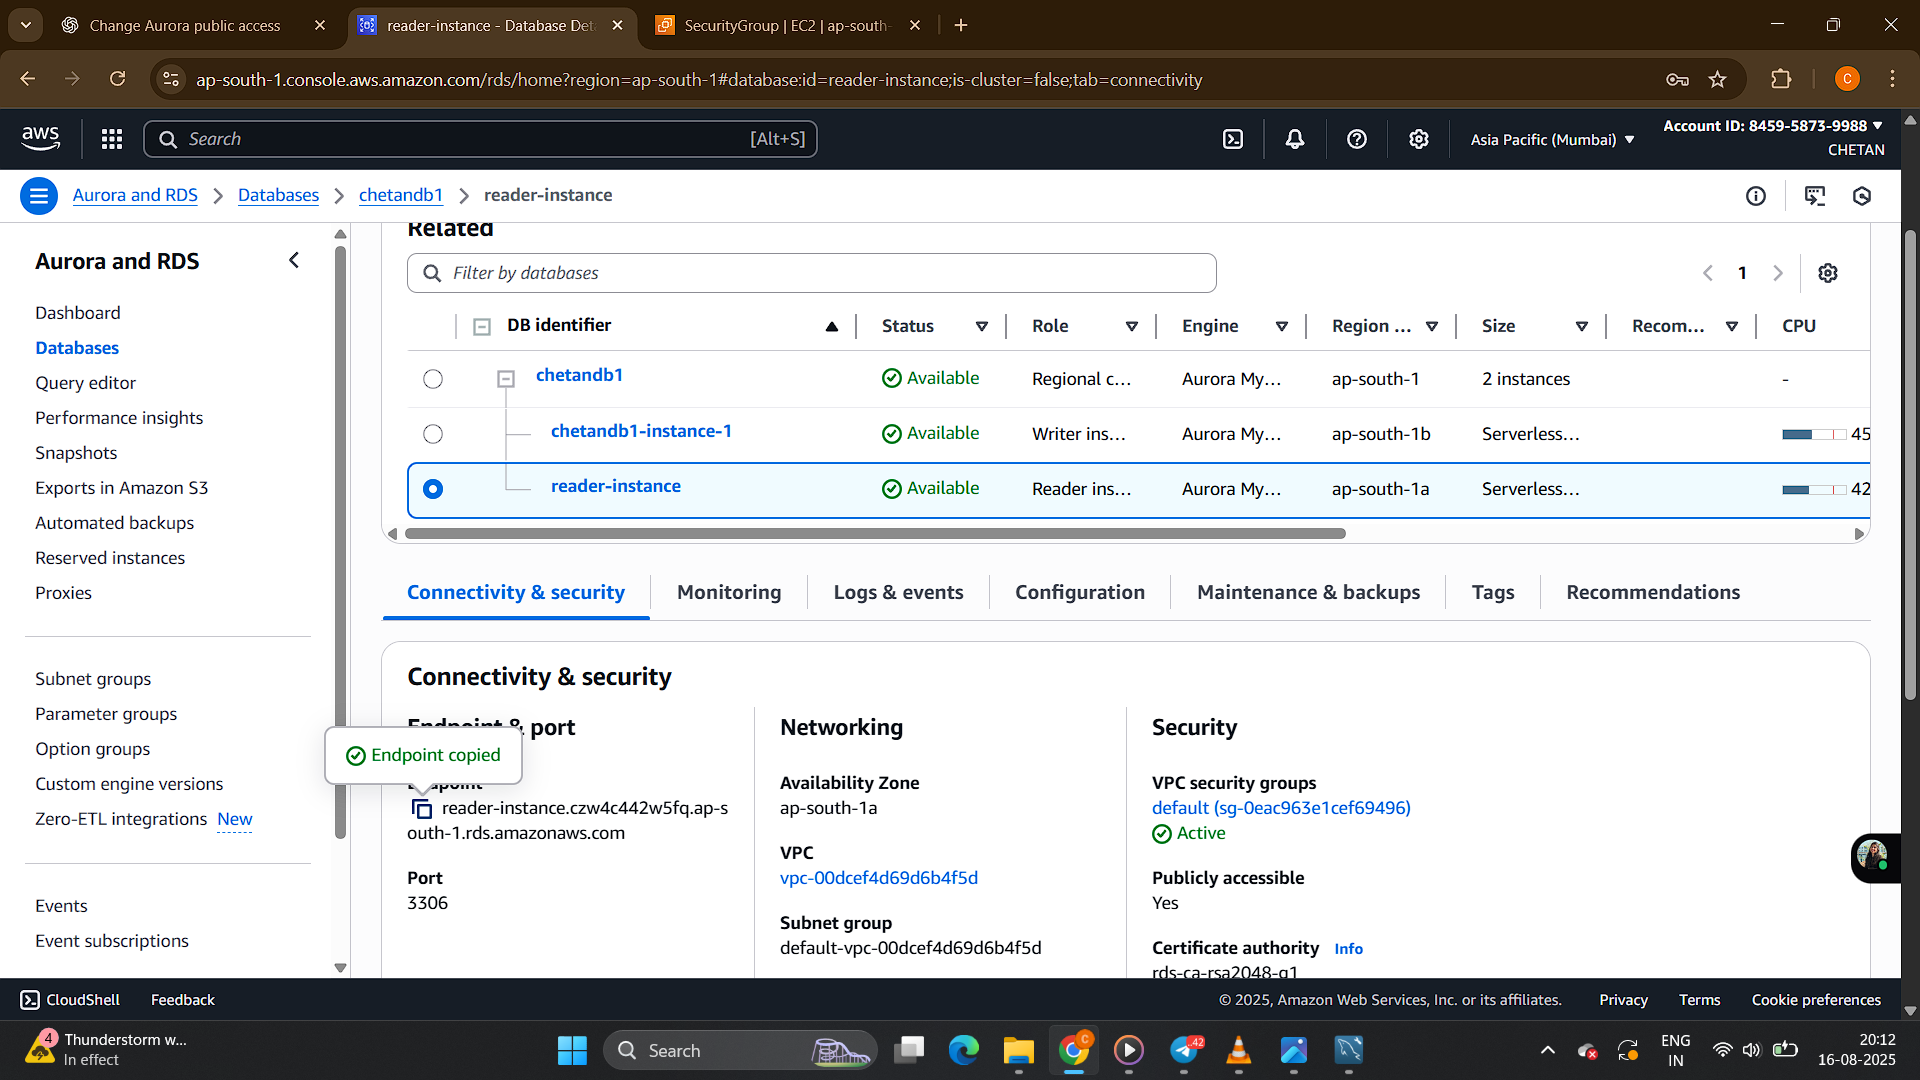 Change Aurora public access
reader-instance - Database Det
SecurityGroup | EC2 | ap-south-
ap-south-1.console.aws.amazon.com/rds/home?region=ap-south-1#database:id=reader-instance;is-cluster=false;tab=connectivity
C
C
aws
Search
[Alt+S]
Asia Pacific (Mumbai)
Account ID: 8459-5873-9988
CHETAN
Aurora and RDS
Databases
chetandb1
reader-instance
Aurora and RDS
Dashboard
Databases
Query editor
Performance insights
Snapshots
Exports in Amazon S3
Automated backups
Reserved instances
Proxies
Subnet groups
Parameter groups
Option groups
Custom engine versions
Zero-ETL integrations New
Events
Event subscriptions
Related
Filter by databases
1
DB identifier Status Role Engine Region ... Size Recom... CPU
chetandb1 Available Regional c... Aurora My... ap-south-1 2 instances -
chetandb1-instance-1 Available Writer ins... Aurora My... ap-south-1b Serverless... 45
reader-instance Available Reader ins... Aurora My... ap-south-1a Serverless... 42
Connectivity & security
Monitoring
Logs & events
Configuration
Maintenance & backups
Tags
Recommendations
Connectivity & security
Endpoint & port
Endpoint copied
Endpoint
reader-instance.czw4c442w5fq.ap-s
outh-1.rds.amazonaws.com
Port
3306
Networking
Availability Zone
ap-south-1a
VPC
vpc-00dcef4d69d6b4f5d
Subnet group
default-vpc-00dcef4d69d6b4f5d
Security
VPC security groups
default (sg-0eac963e1cef69496)
Active
Publicly accessible
Yes
Certificate authority Info
rds-ca-rsa2048-g1
CloudShell
Feedback
© 2025, Amazon Web Services, Inc. or its affiliates.
Privacy
Terms
Cookie preferences
4
Thunderstorm w...
In effect
Search
C
42
ENG
IN
20:12
16-08-2025